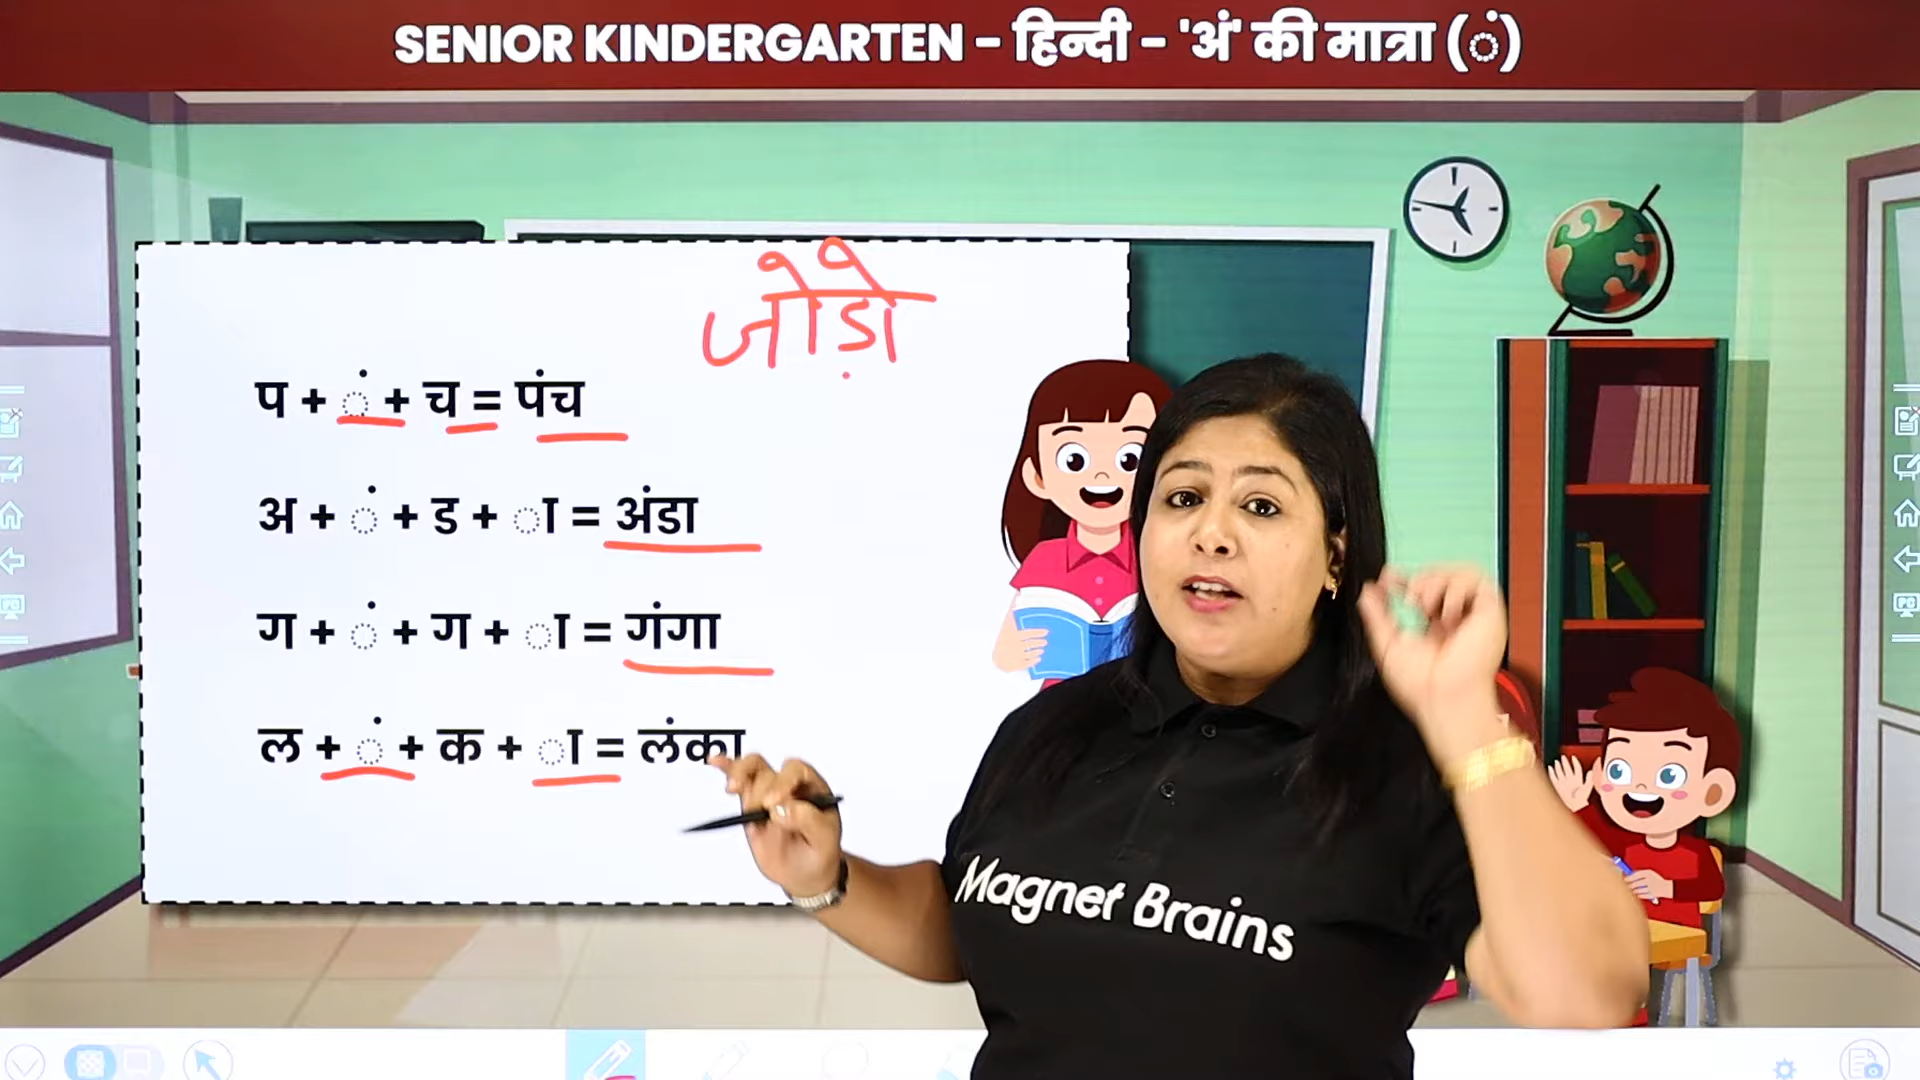 SENIOR KINDERGARTEN - हिन्दी - 'अं' की मात्रा (ं)
जोड़ो
प + ं + च = पंच
अ + ं + ड + ा = अंडा
ग + ं + ग + ा = गंगा
ल + ं + क + ा = लंका
Magnet Brains